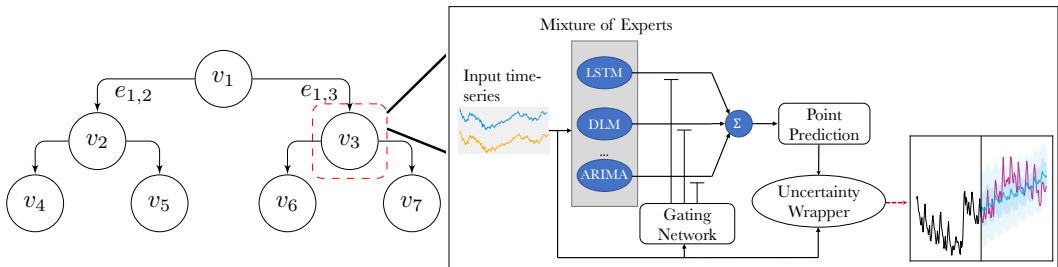 v1
e1,2
e1,3
v2
v3
v4
v5
v6
v7
Mixture of Experts
Input time-
series
LSTM
DLM
...
ARIMA
Σ
Point
Prediction
Gating
Network
Uncertainty
Wrapper